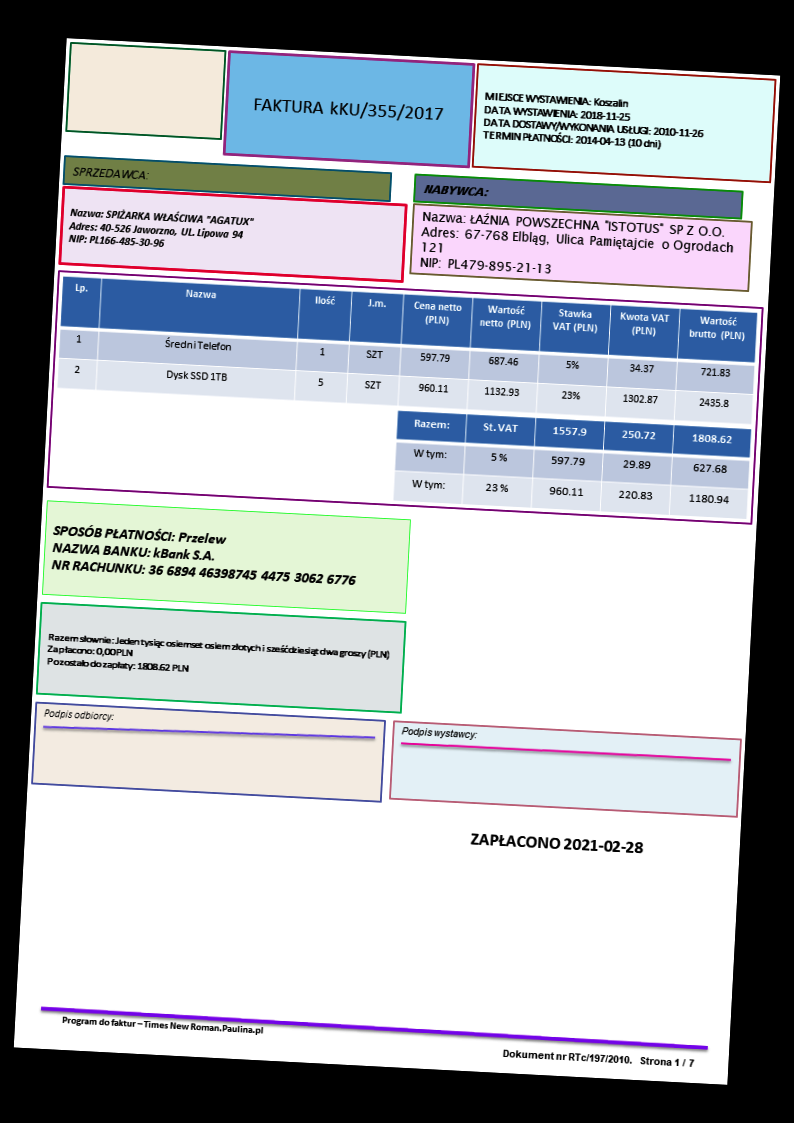 FAKTURA kKU/355/2017
MIEJSCE WYSTAWIENIA: Koszalin
DATA WYSTAWIENIA: 2018-11-25
DATA DOSTAWY/WYKONANIA USŁUGI: 2010-11-26
TERMIN PŁATNOŚCI: 2014-04-13 (10 dni)
SPRZEDAWCA:
NABYWCA:
Nazwa: SPIŻARKA WŁAŚCIWA "AGATUX"
Adres: 40-526 Jaworzno, UL. Lipowa 94
NIP: PL166-485-30-96
Nazwa: ŁAŹNIA POWSZECHNA "ISTOTUS" SP Z O.O.
Adres: 67-768 Elbląg, Ulica Pamiętajcie o Ogrodach
121
NIP: PL479-895-21-13
Lp. Nazwa Ilość J.m. Cena netto (PLN) Wartość netto (PLN) Stawka VAT (PLN) Kwota VAT (PLN) Wartość brutto (PLN)
1 Średni Telefon 1 SZT 597.79 687.46 5% 34.37 721.83
2 Dysk SSD 1TB 5 SZT 960.11 1132.93 23% 1302.87 2435.8
Razem: St. VAT 1557.9 250.72 1808.62
W tym: 5 % 597.79 29.89 627.68
W tym: 23 % 960.11 220.83 1180.94
SPOSÓB PŁATNOŚCI: Przelew
NAZWA BANKU: kBank S.A.
NR RACHUNKU: 36 6894 46398745 4475 3062 6776
Razem słownie: Jeden tysiąc osiemset osiem złotych i sześćdziesiąt dwa groszy (PLN)
Zapłacono: 0,00 PLN
Pozostało do zapłaty: 1808.62 PLN
Podpis odbiorcy:
Podpis wystawcy:
ZAPŁACONO 2021-02-28
Program do faktur – Times New Roman.Paulina.pl
Dokument nr RTc/197/2010. Strona 1 / 7